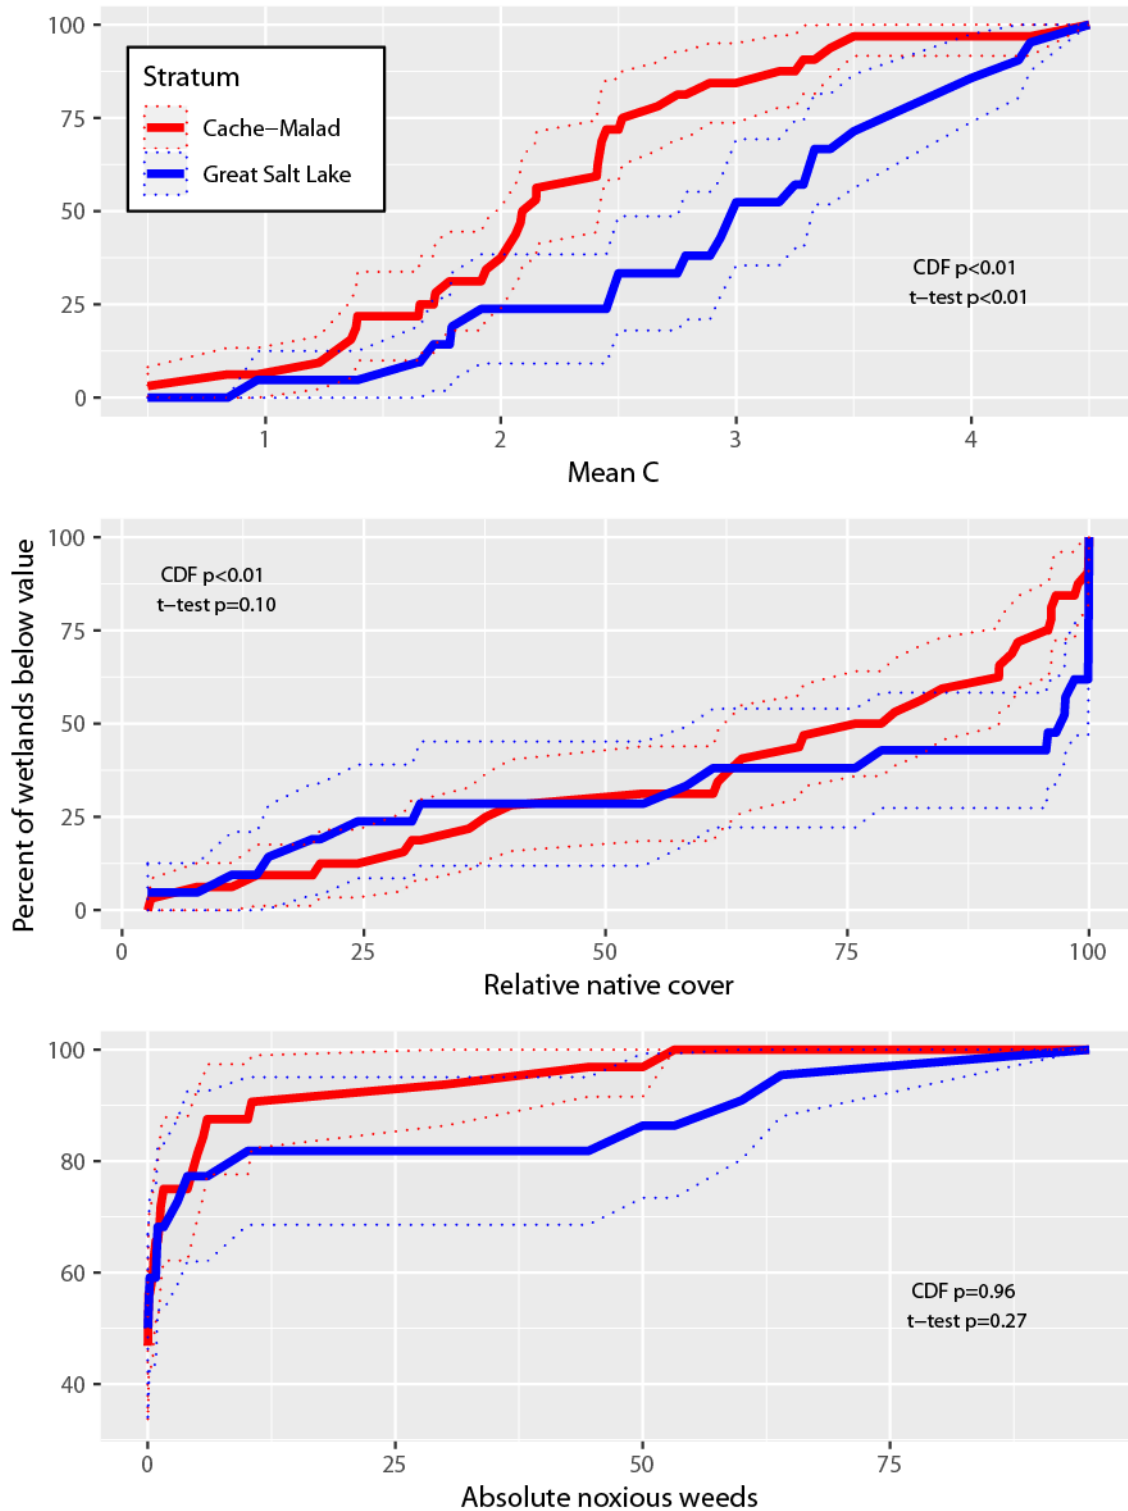 100
75
50
25
0
Stratum
Cache−Malad
Great Salt Lake
CDF p<0.01
t−test p<0.01
1 2 3 4
Mean C
Percent of wetlands below value
100
75
50
25
0
CDF p<0.01
t−test p=0.10
0 25 50 75 100
Relative native cover
100
80
60
40
CDF p=0.96
t−test p=0.27
0 25 50 75
Absolute noxious weeds